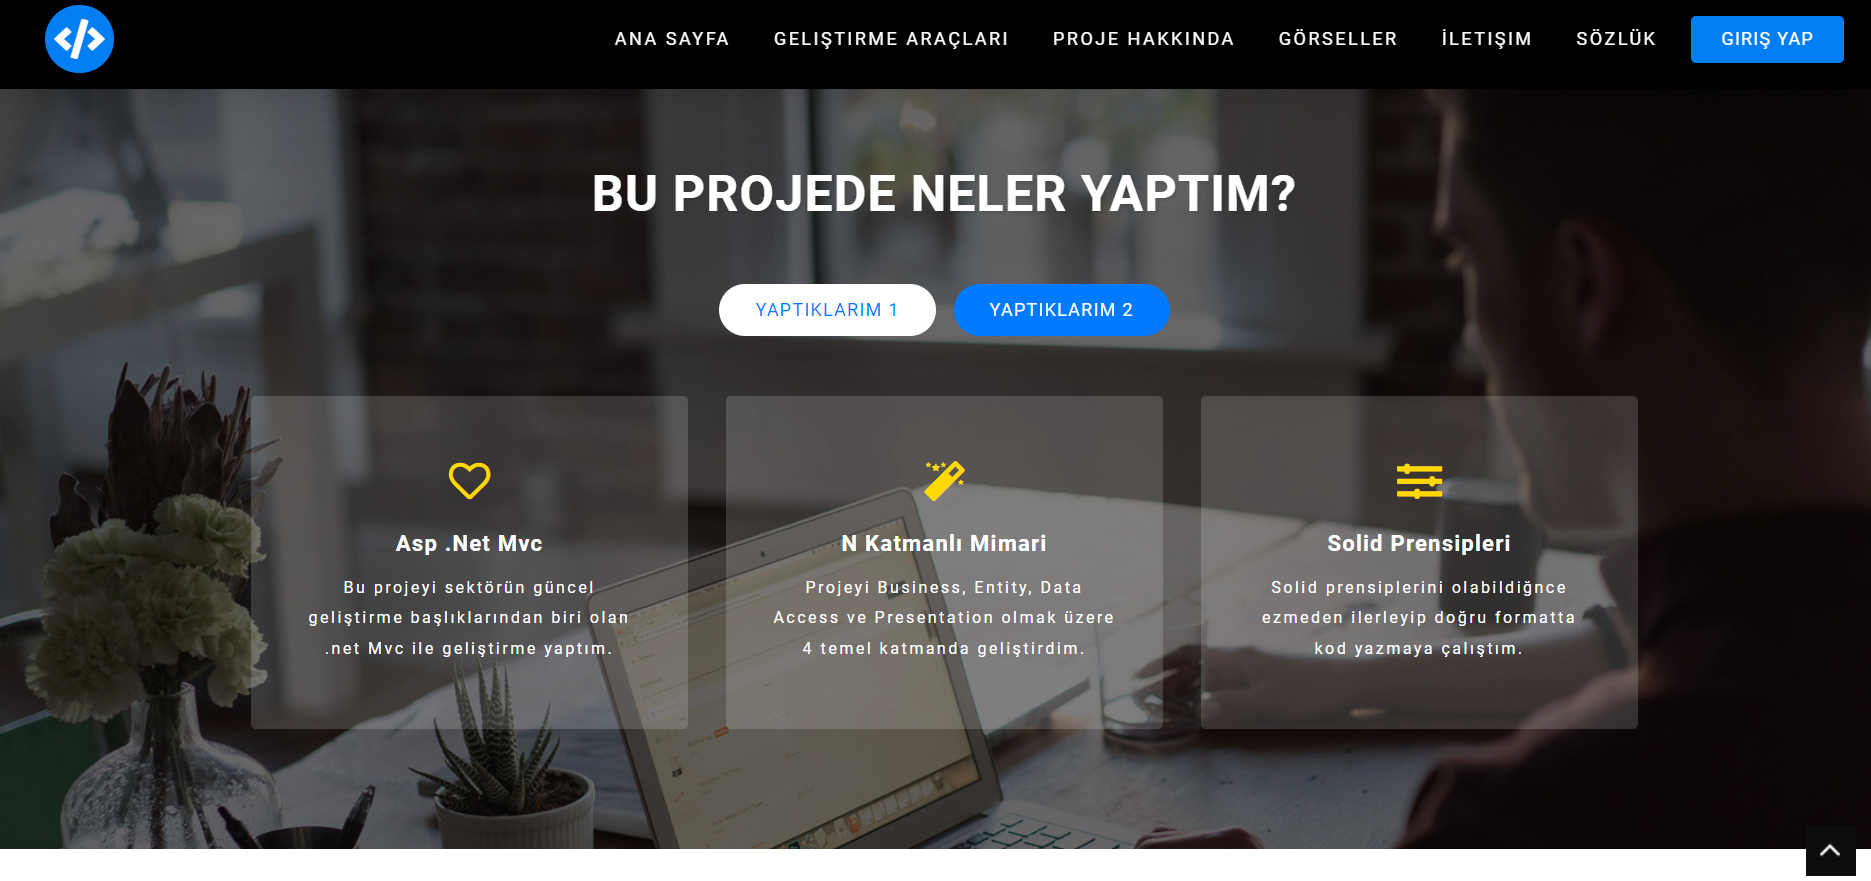 ANA SAYFA
GELIŞTIRME ARAÇLARI
PROJE HAKKINDA
GÖRSELLER
İLETIŞIM
SÖZLÜK
GIRIŞ YAP
BU PROJEDE NELER YAPTIM?
YAPTIKLARIM 1
YAPTIKLARIM 2
Asp .Net Mvc
Bu projeyi sektörün güncel
geliştirme başlıklarından biri olan
.net Mvc ile geliştirme yaptım.
N Katmanlı Mimari
Projeyi Business, Entity, Data
Access ve Presentation olmak üzere
4 temel katmanda geliştirdim.
Solid Prensipleri
Solid prensiplerini olabildiğnce
ezmeden ilerleyip doğru formatta
kod yazmaya çalıştım.